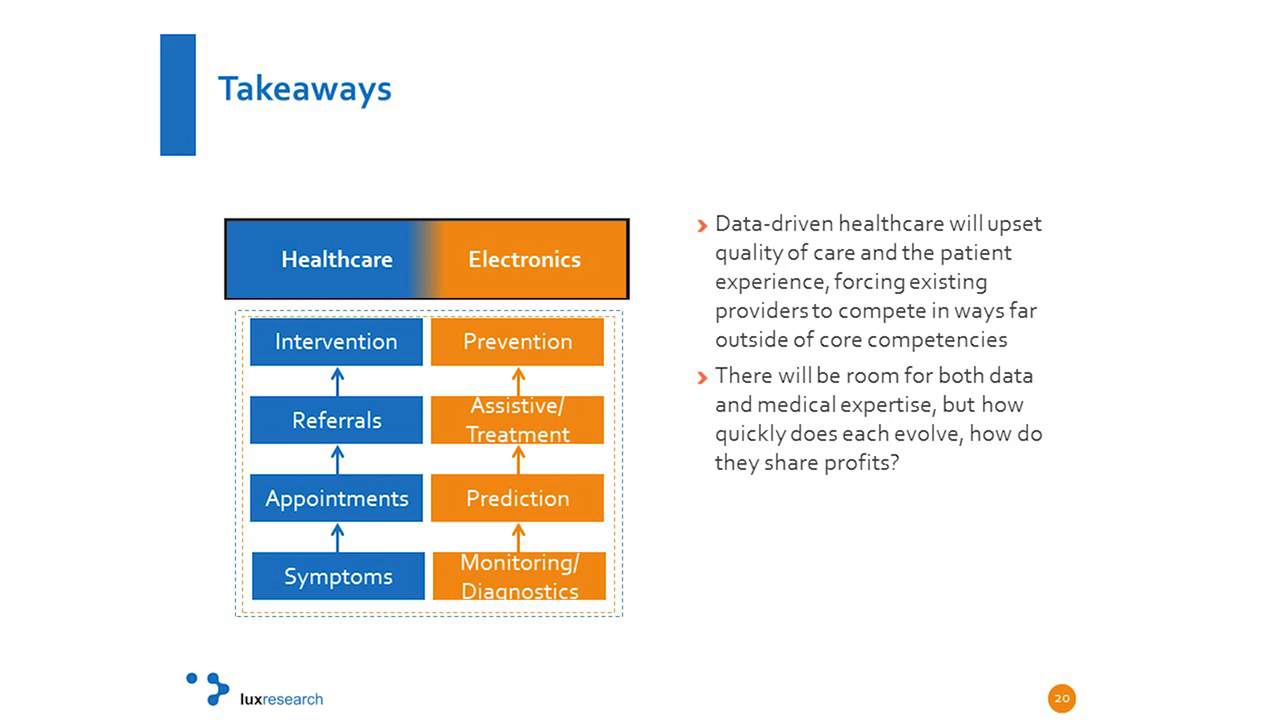 Takeaways
Healthcare
Electronics
Intervention
Prevention
Referrals
Assistive/
Treatment
Appointments
Prediction
Symptoms
Monitoring/
Diagnostics
Data-driven healthcare will upset
quality of care and the patient
experience, forcing existing
providers to compete in ways far
outside of core competencies
There will be room for both data
and medical expertise, but how
quickly does each evolve, how do
they share profits?
luxresearch
20